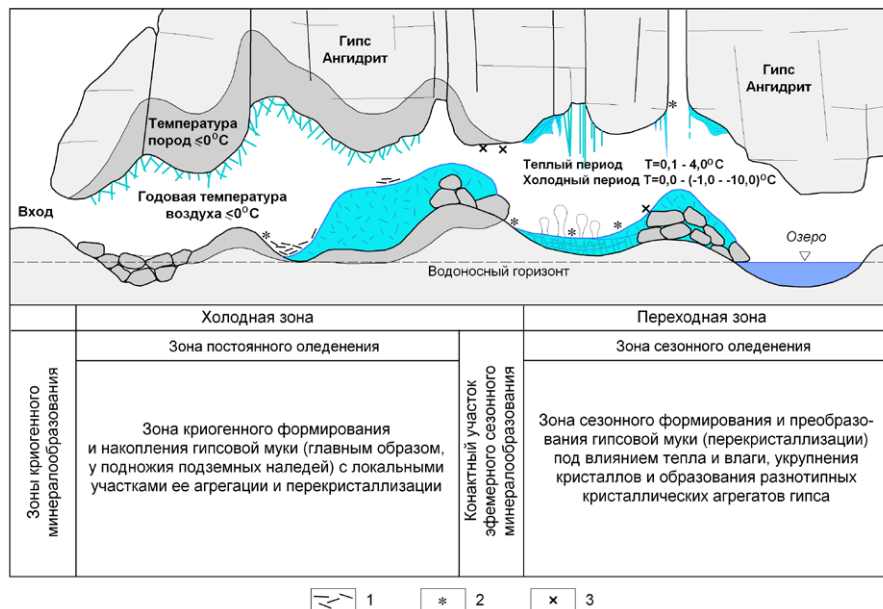 Гипс
Ангидрит
Гипс
Ангидрит
Температура
пород ≤0⁰C
Теплый период T=0,1 - 4,0⁰C
Холодный период T=0,0 - (-1,0 - -10,0)⁰C
Годовая температура
воздуха ≤0⁰C
Вход
Озеро
Водоносный горизонт
Холодная зона
Переходная зона
Зоны криогенного
минералообразования
Зона постоянного оледенения
Зона криогенного формирования
и накопления гипсовой муки (главным образом,
у подножия подземных наледей) с локальными
участками ее агрегации и перекристаллизации
Конактный участок
эфемерного сезонного
минералообразования
Зона сезонного оледенения
Зона сезонного формирования и преобразо-
вания гипсовой муки (перекристаллизации)
под влиянием тепла и влаги, укрупнения
кристаллов и образования разнотипных
кристаллических агрегатов гипса
1 * 2 × 3